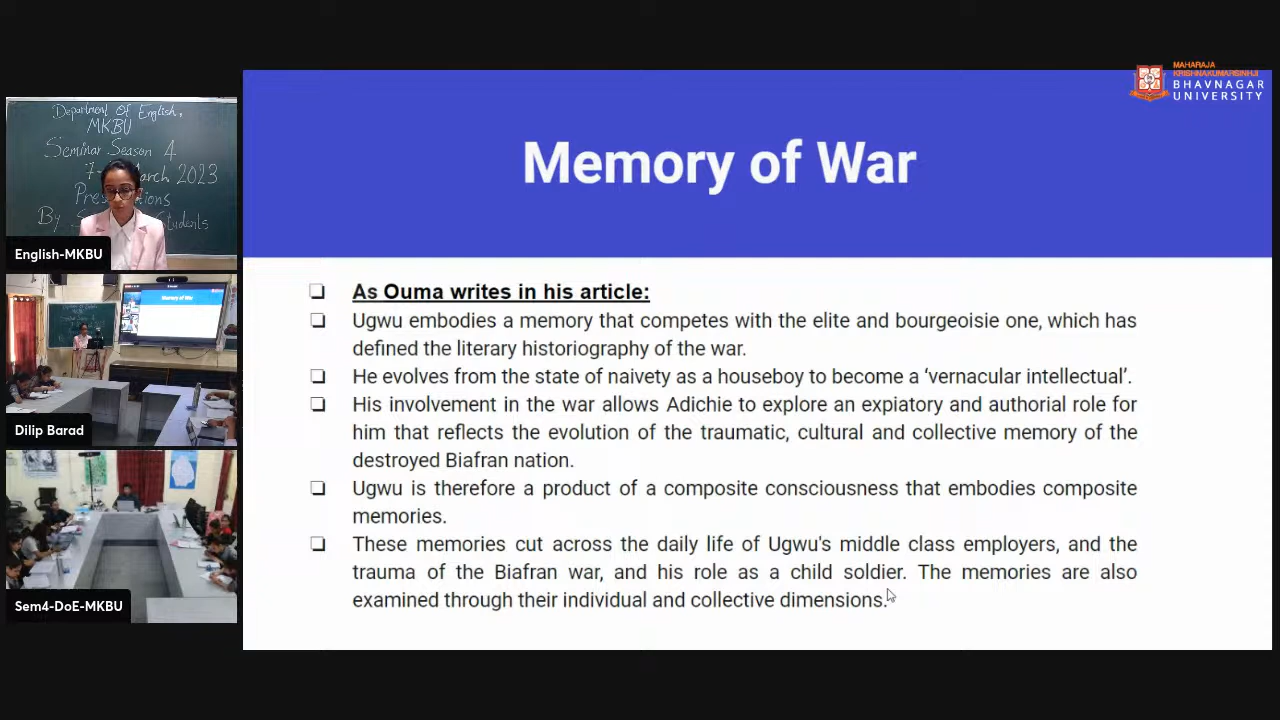 MAHARAJA
KRISHNAKUMARSINHJI
BHAVNAGAR
UNIVERSITY
Department Of English,
MKBU
Seminar Season 4
7- March 2023
By Students
English-MKBU
Memory of War
Dilip Barad
Sem4-DoE-MKBU
Memory of War
❏ As Ouma writes in his article:
❏ Ugwu embodies a memory that competes with the elite and bourgeoisie one, which has
defined the literary historiography of the war.
❏ He evolves from the state of naivety as a houseboy to become a ‘vernacular intellectual’.
❏ His involvement in the war allows Adichie to explore an expiatory and authorial role for
him that reflects the evolution of the traumatic, cultural and collective memory of the
destroyed Biafran nation.
❏ Ugwu is therefore a product of a composite consciousness that embodies composite
memories.
❏ These memories cut across the daily life of Ugwu's middle class employers, and the
trauma of the Biafran war, and his role as a child soldier. The memories are also
examined through their individual and collective dimensions.